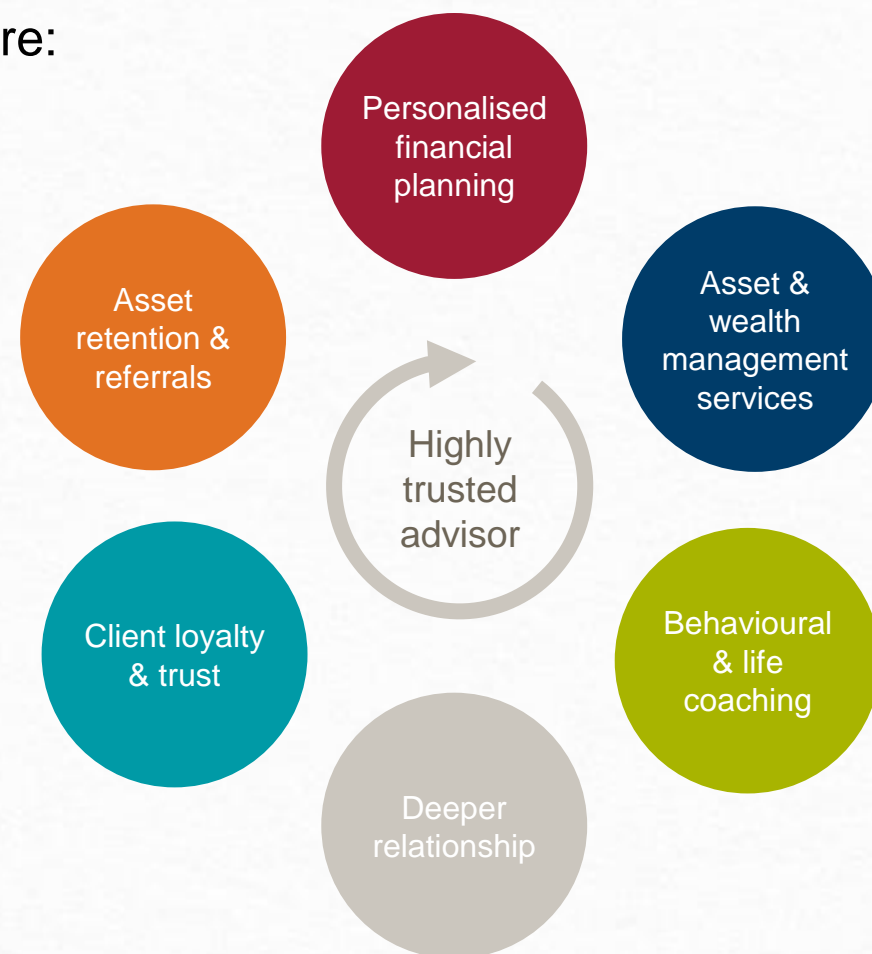 re:
Personalised
financial
planning
Asset &
wealth
management
services
Behavioural
& life
coaching
Deeper
relationship
Client loyalty
& trust
Asset
retention &
referrals
Highly
trusted
advisor